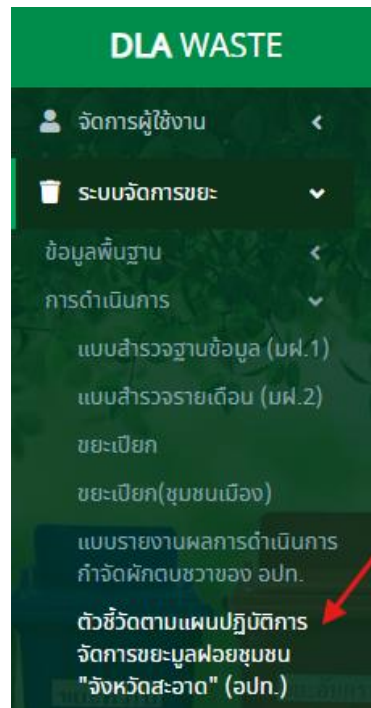 DLA WASTE
จัดการผู้ใช้งาน
ระบบจัดการขยะ
ข้อมูลพื้นฐาน
การดำเนินการ
แบบสำรวจฐานข้อมูล (มฝ.1)
แบบสำรวจรายเดือน (มฝ.2)
ขยะเปียก
ขยะเปียก(ชุมชนเมือง)
แบบรายงานผลการดำเนินการ
กำจัดผักตบชวาของ อปท.
ตัวชี้วัดตามแผนปฏิบัติการ
จัดการขยะมูลฝอยชุมชน
"จังหวัดสะอาด" (อปท.)